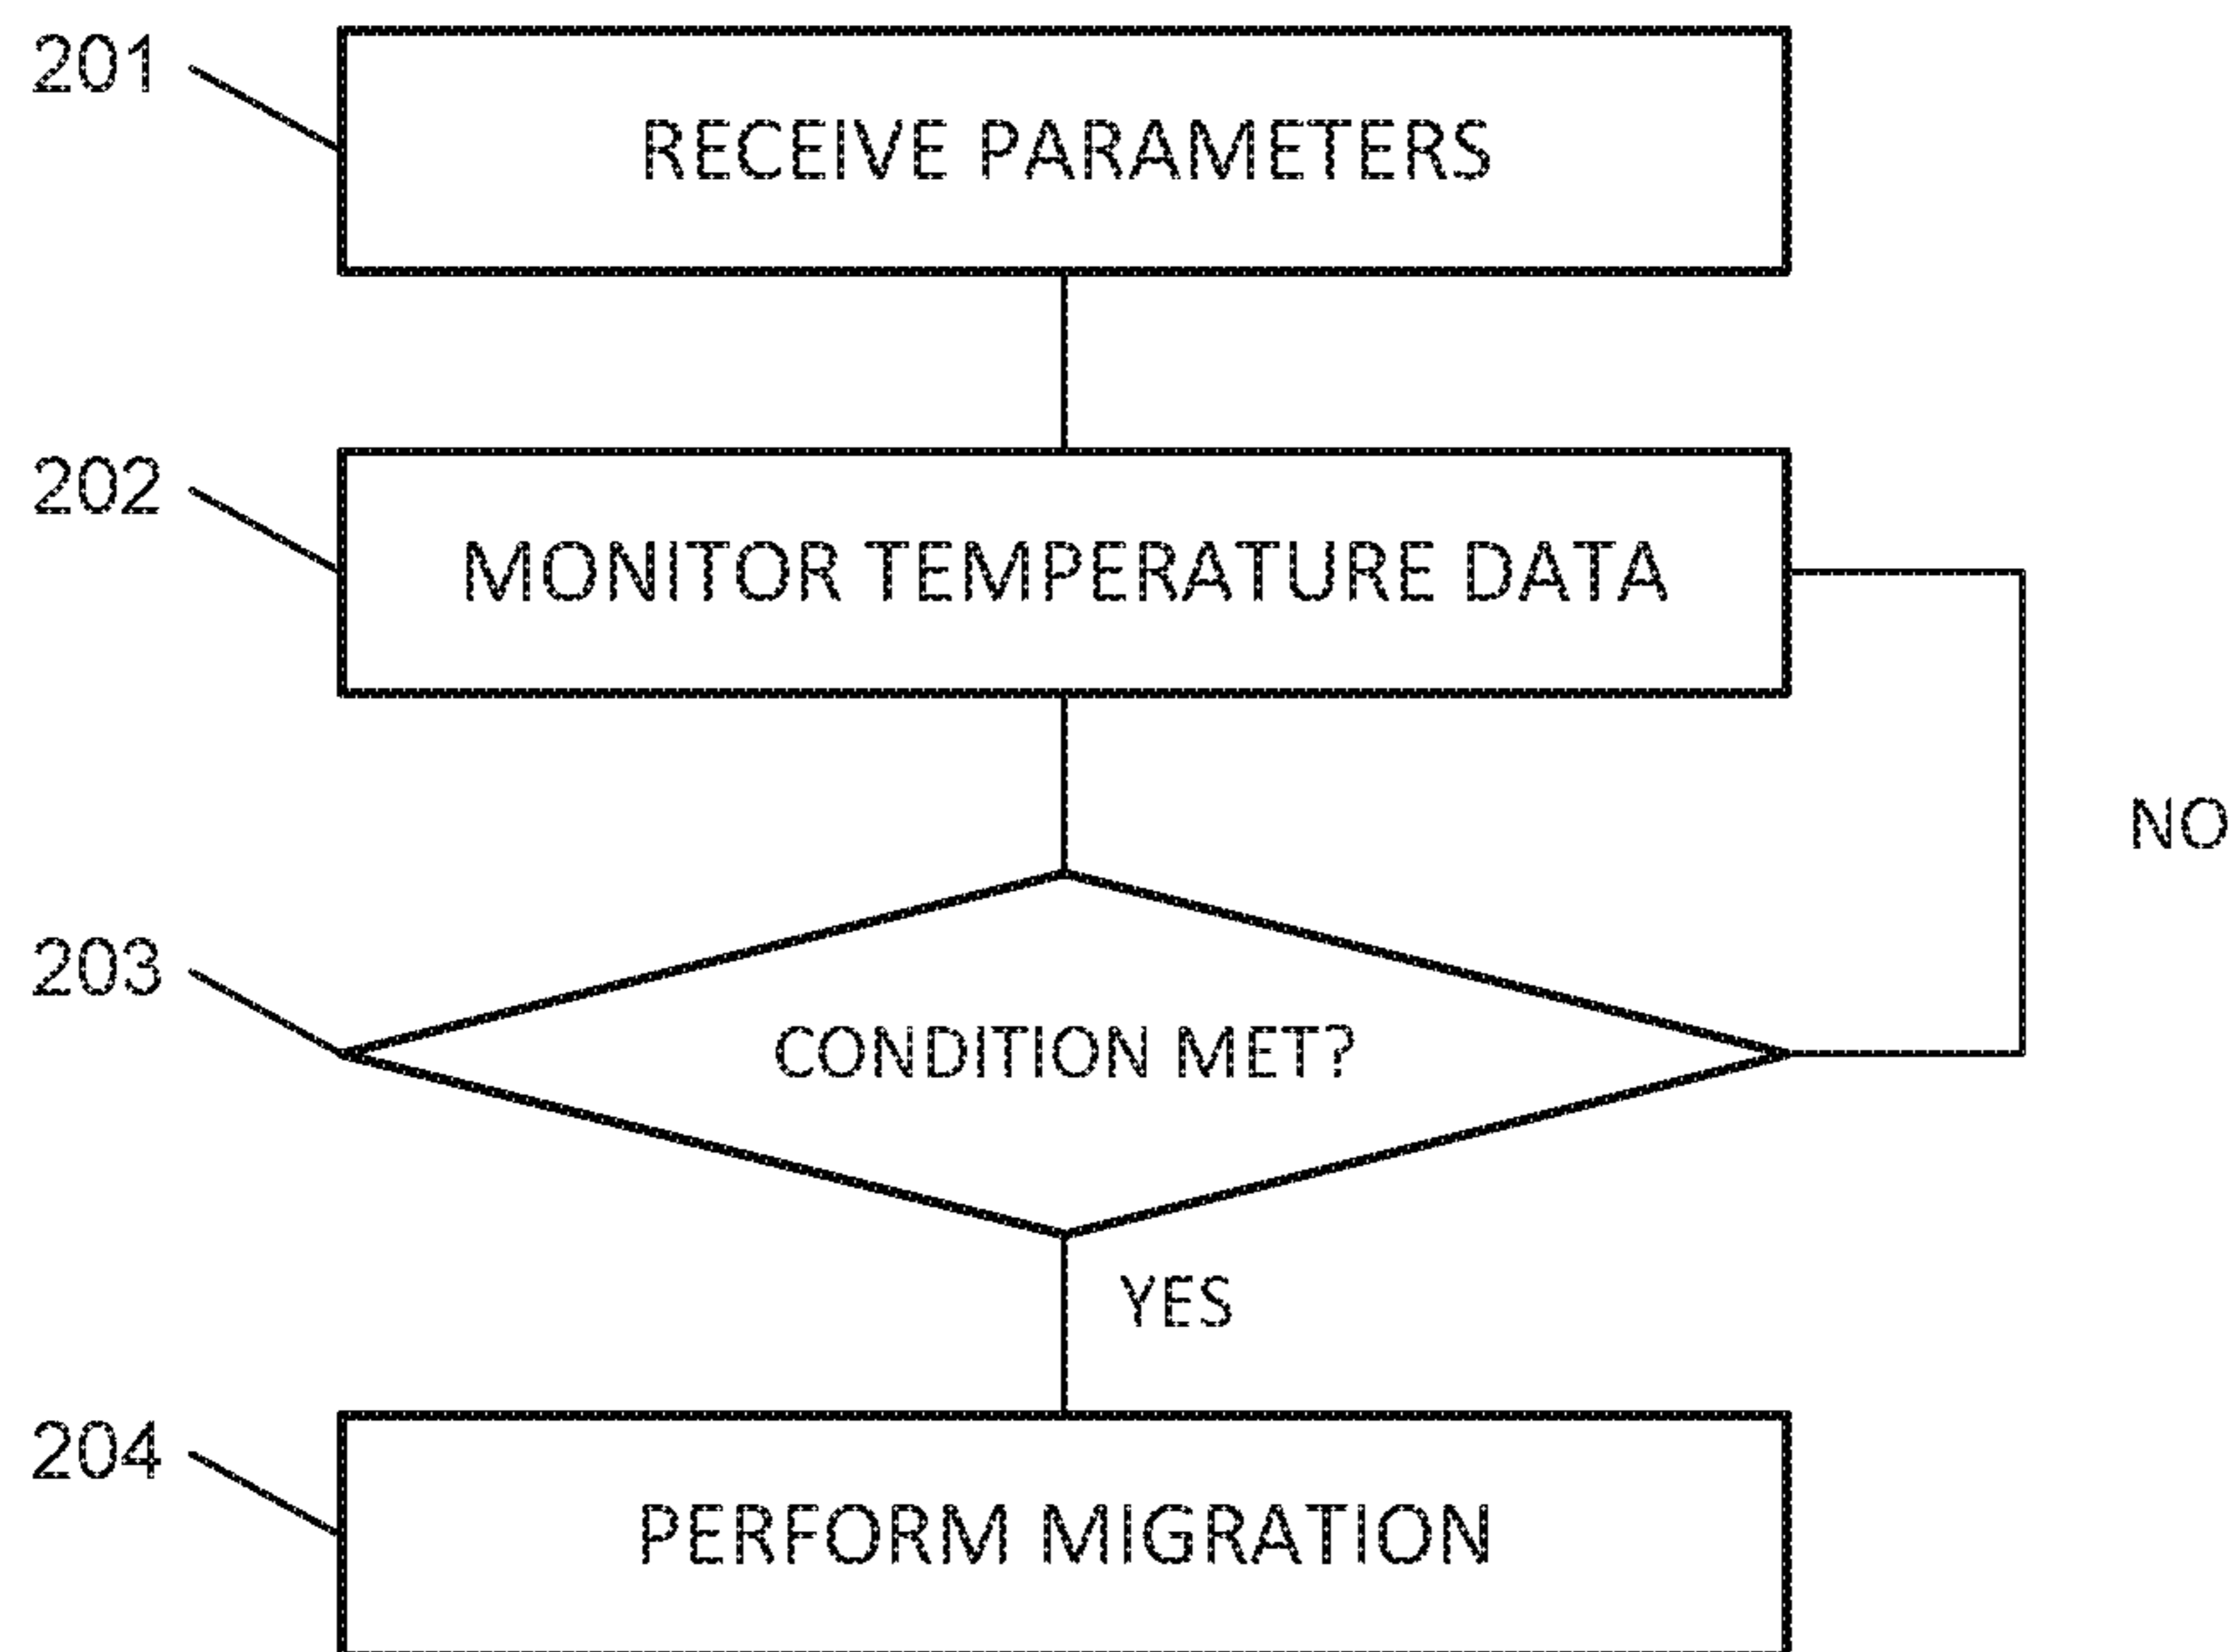 201
RECEIVE PARAMETERS
202
MONITOR TEMPERATURE DATA
NO
203
CONDITION MET?
YES
204
PERFORM MIGRATION